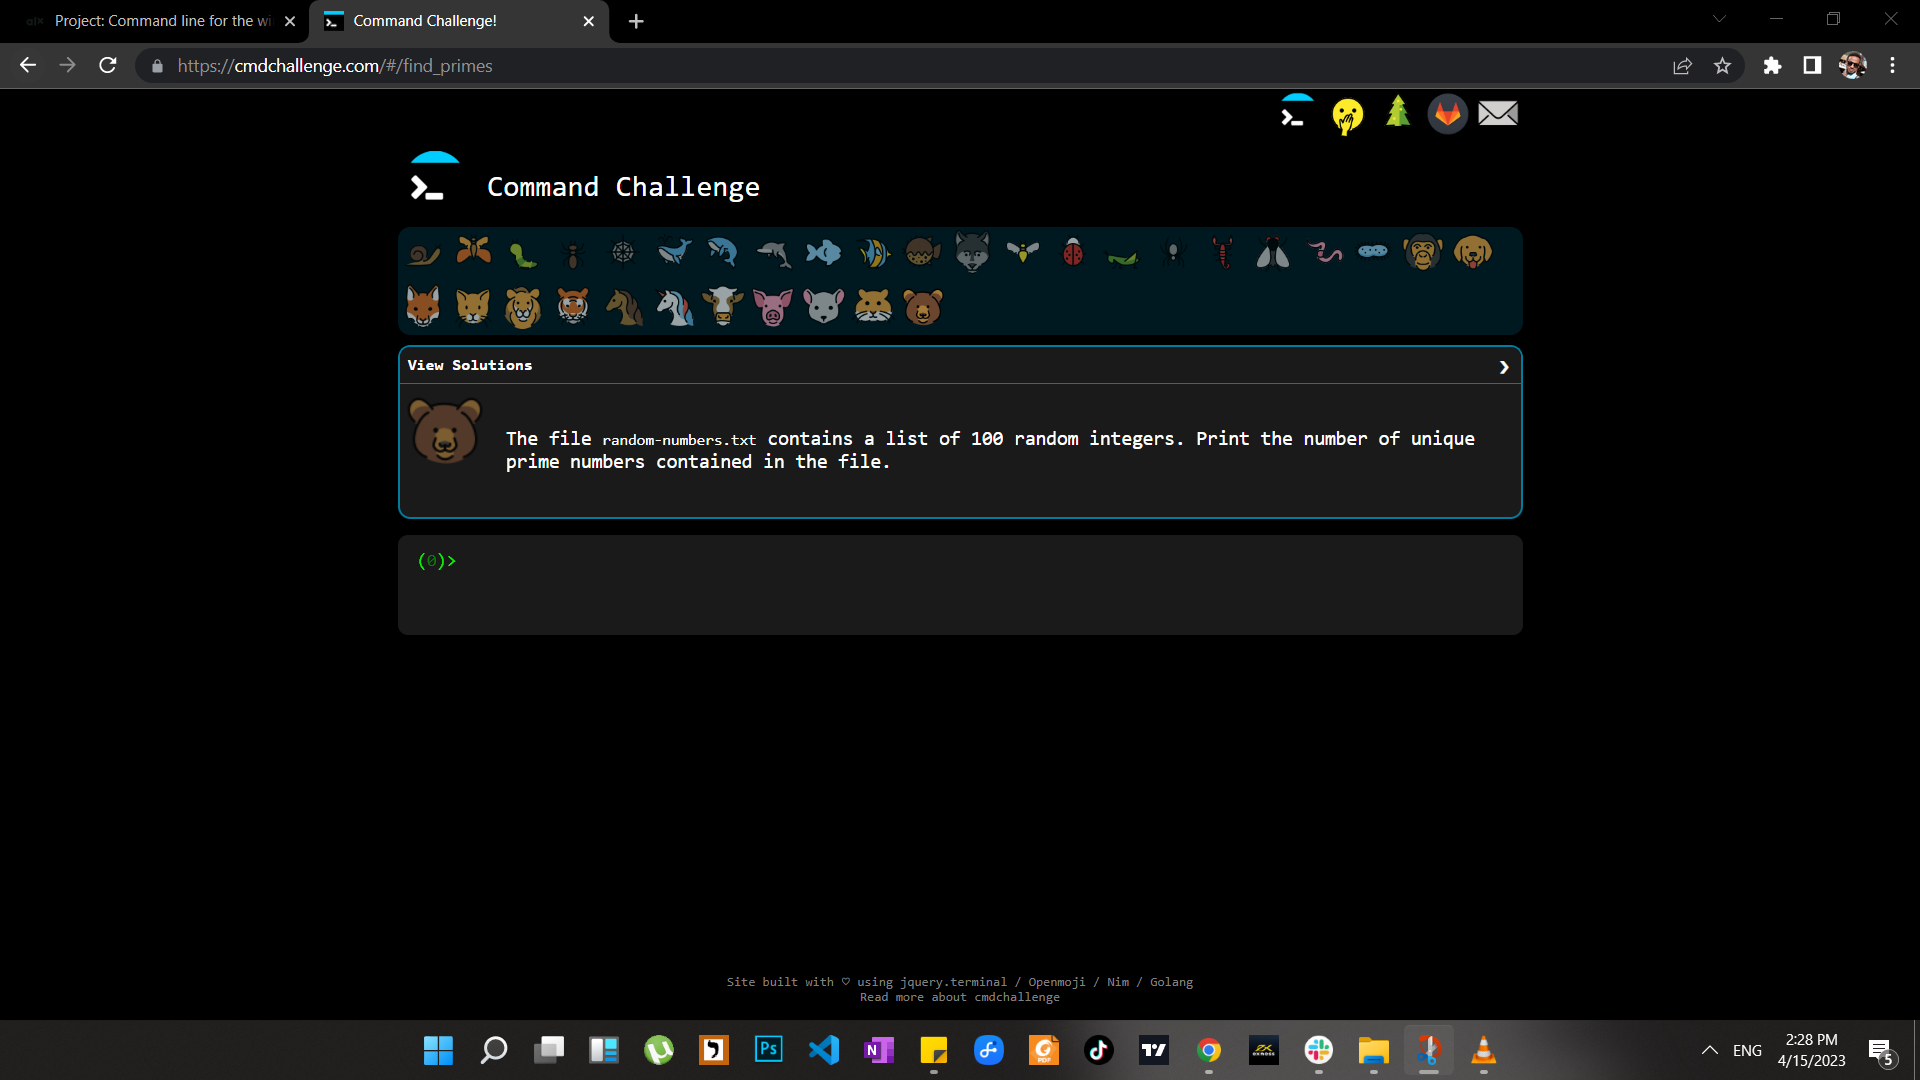 Project: Command line for the wi
Command Challenge!
https://cmdchallenge.com/#/find_primes
Command Challenge
View Solutions
The file random-numbers.txt contains a list of 100 random integers. Print the number of unique
prime numbers contained in the file.
(0)>
Site built with ♡ using jquery.terminal / Openmoji / Nim / Golang
Read more about cmdchallenge
Ps
N
PDF
ENG
2:28 PM
4/15/2023
5